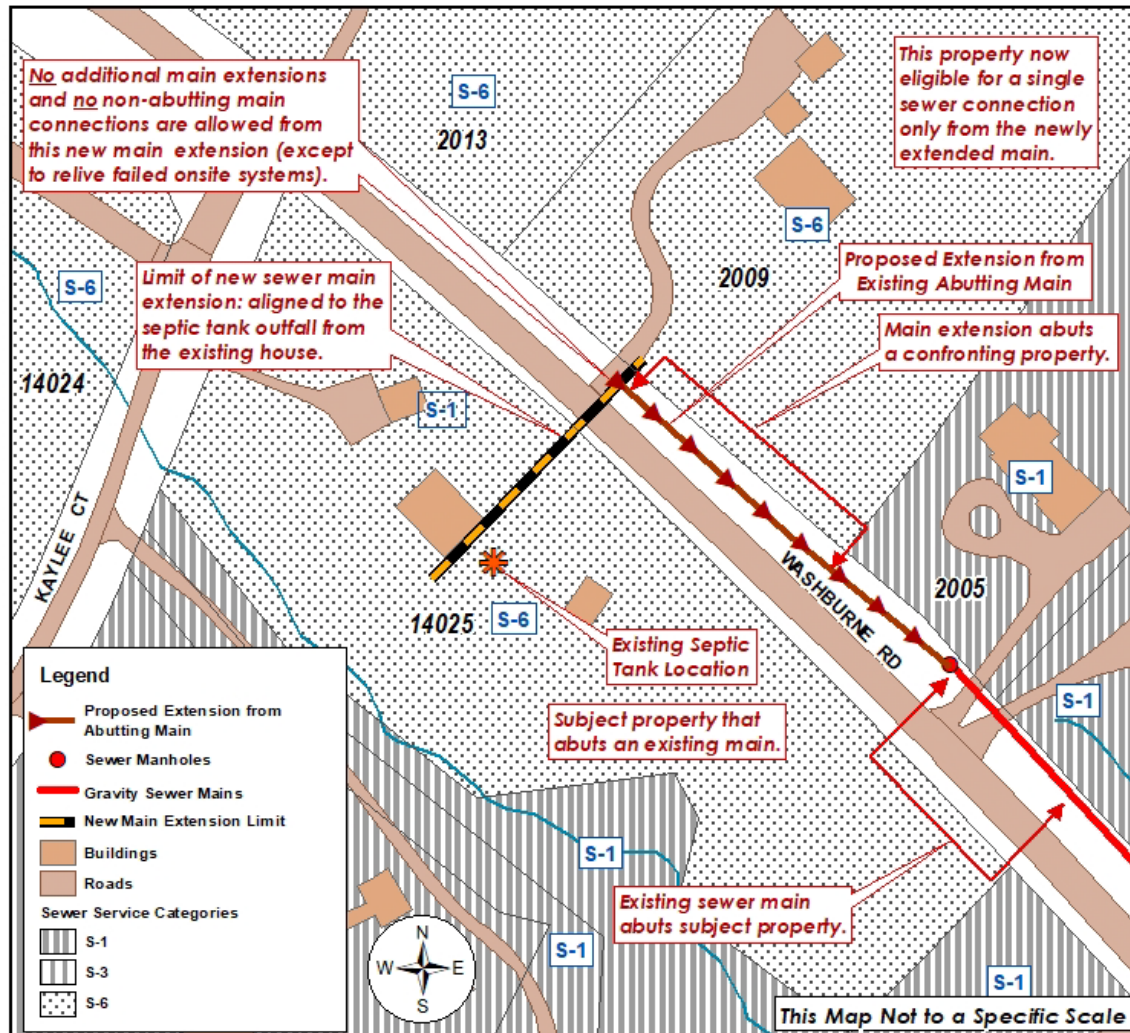 No additional main extensions
and no non-abutting main
connections are allowed from
this new main extension (except
to relive failed onsite systems).
S-6
2013
This property now
eligible for a single
sewer connection
only from the newly
extended main.
S-6
S-6
Limit of new sewer main
extension: aligned to the
septic tank outfall from
the existing house.
2009
Proposed Extension from
Existing Abutting Main
Main extension abuts
a confronting property.
14024
S-1
S-1
KAYLEE CT
WASHBURNE RD
2005
14025
S-6
Existing Septic
Tank Location
S-1
Subject property that
abuts an existing main.
S-1
Existing sewer main
abuts subject property.
S-1
S-1
Legend
Proposed Extension from
Abutting Main
Sewer Manholes
Gravity Sewer Mains
New Main Extension Limit
Buildings
Roads
Sewer Service Categories
S-1
S-3
S-6
N
W E
S
This Map Not to a Specific Scale